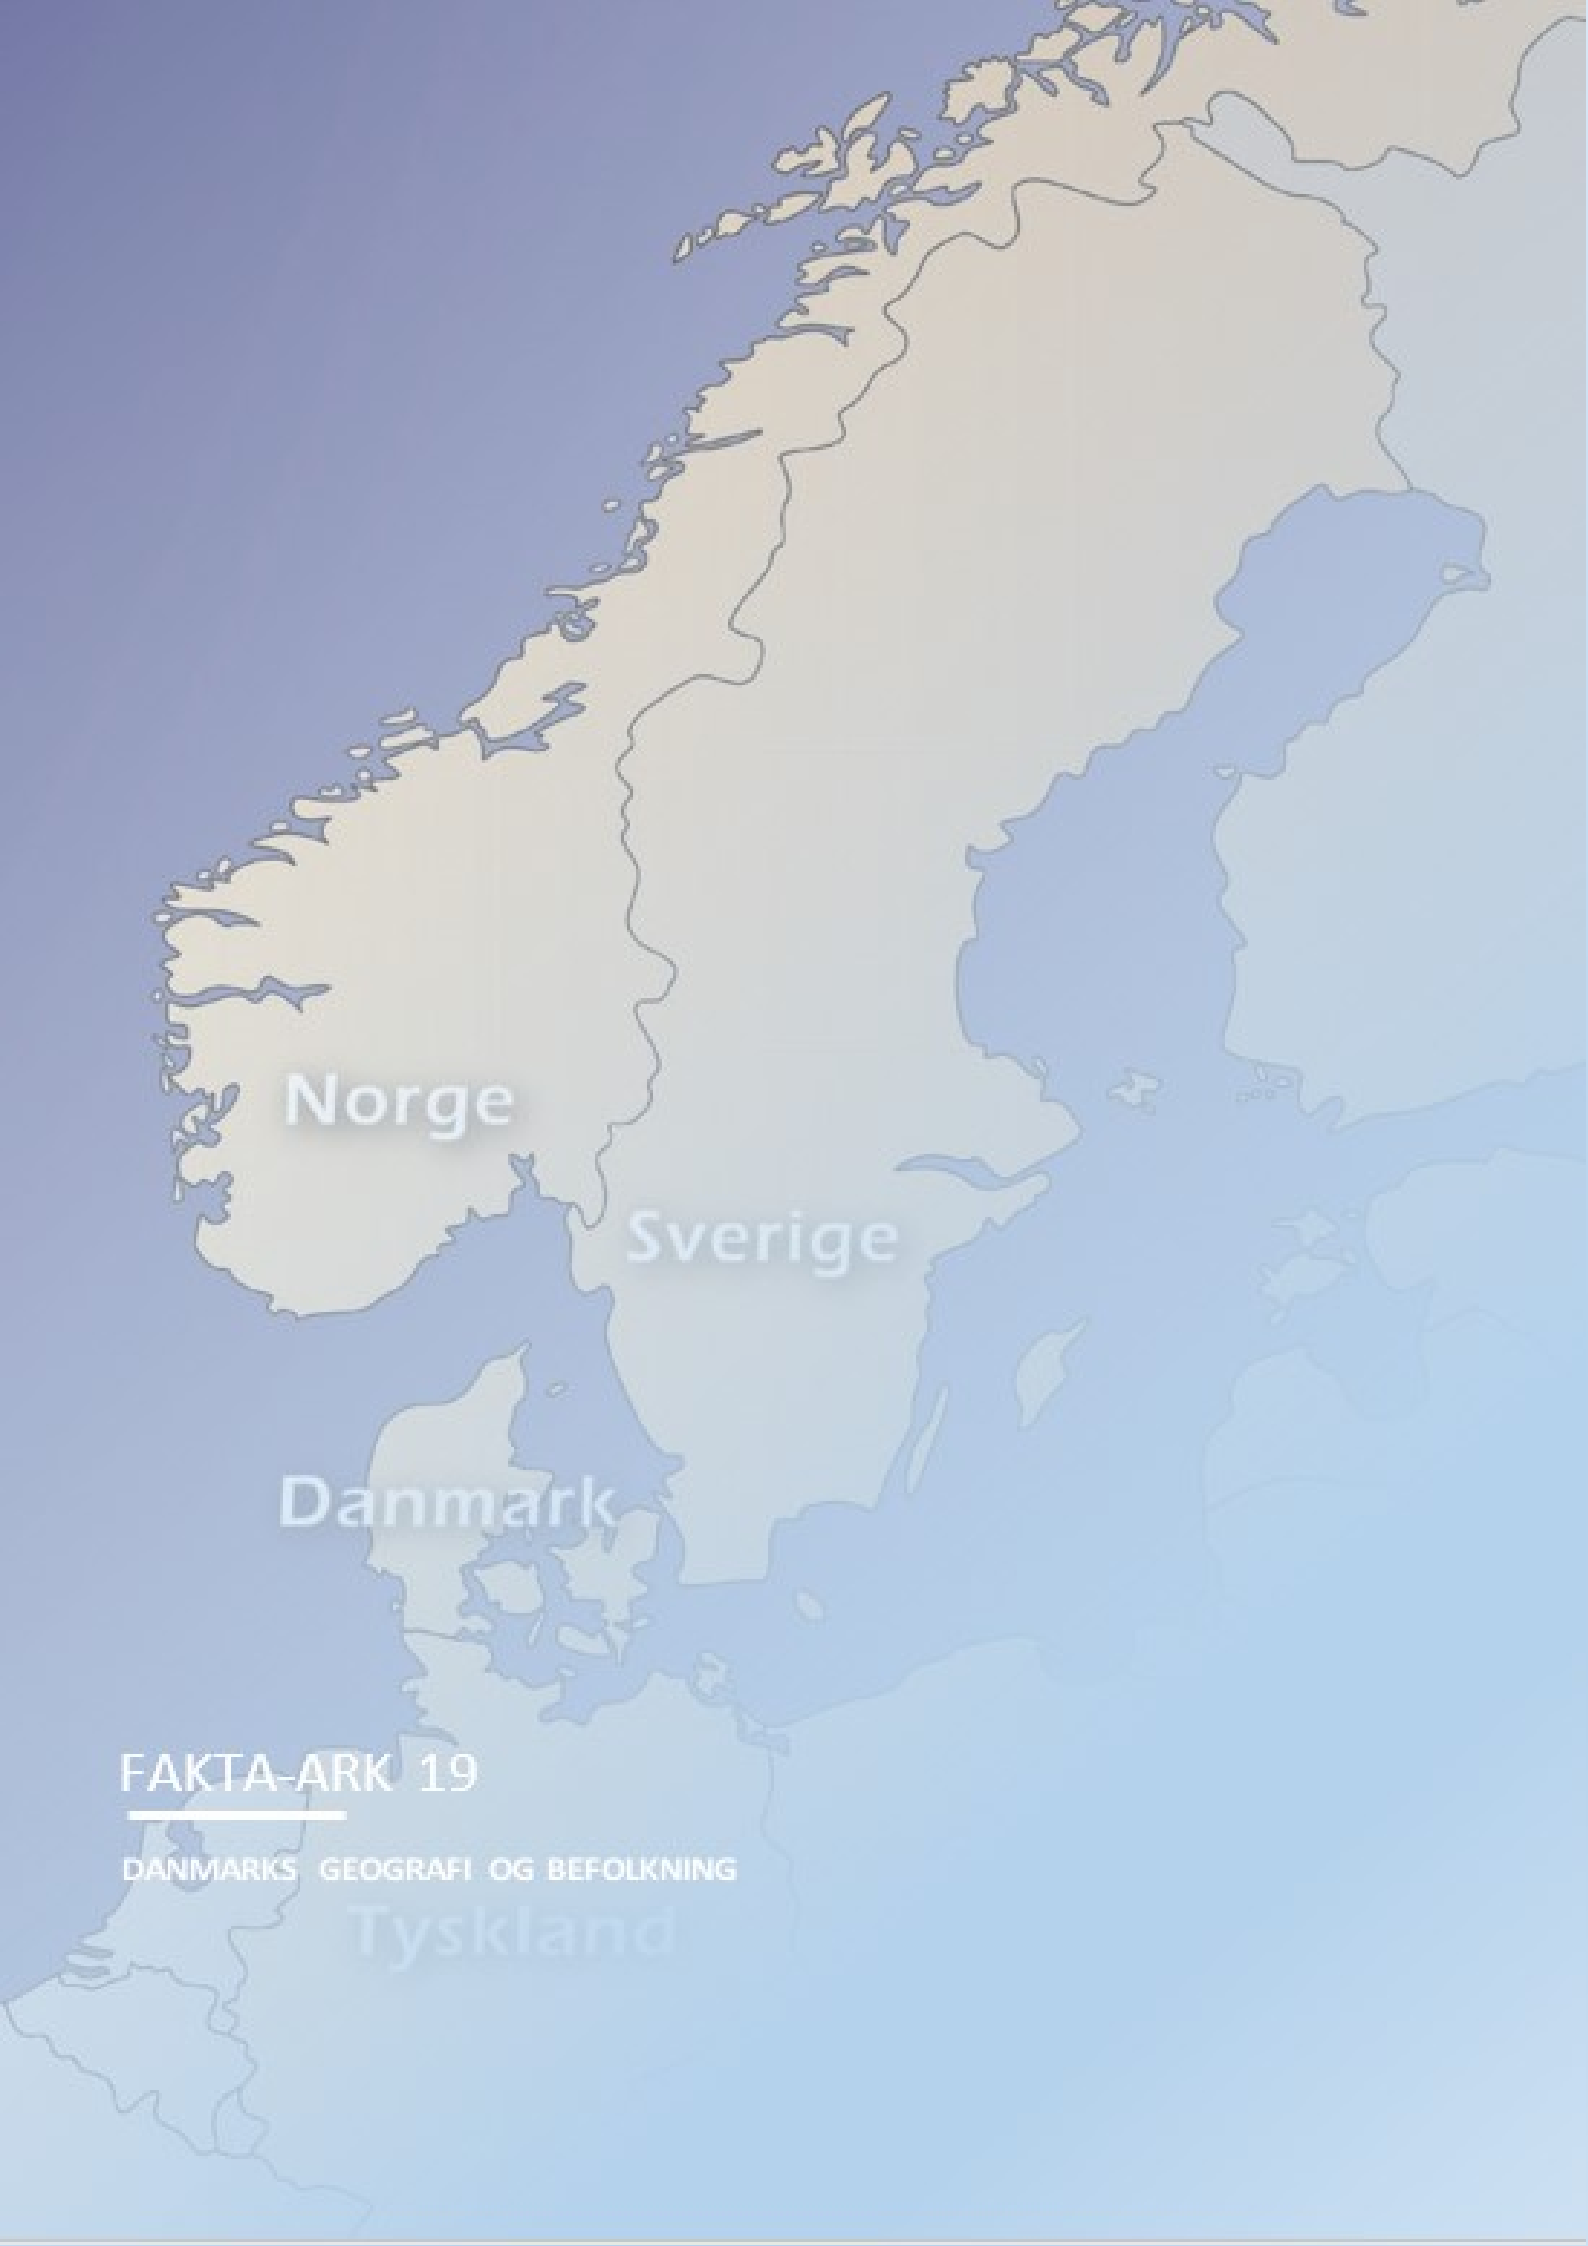 Norge
Sverige
Danmark
FAKTA-ARK 19
DANMARKS GEOGRAFI OG BEFOLKNING
Tyskland